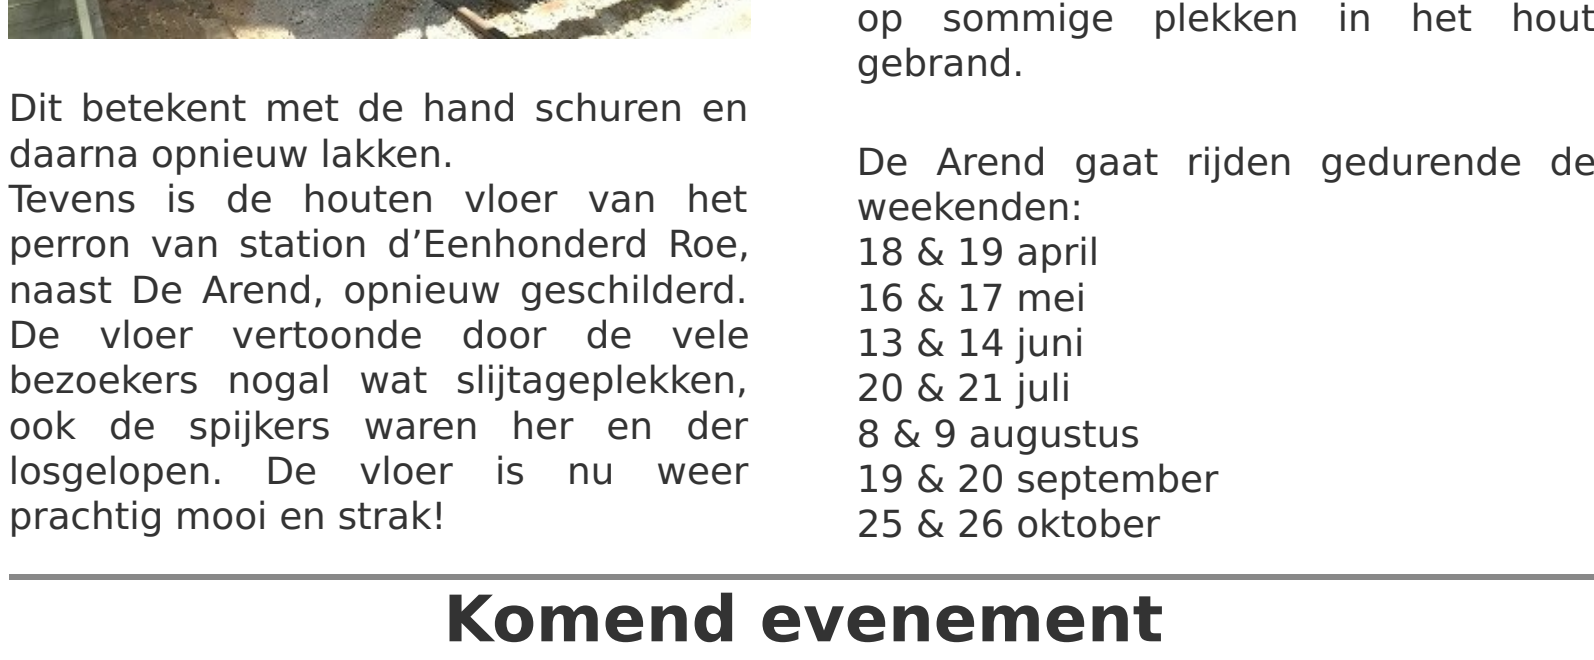 Dit betekent met de hand schuren en
daarna opnieuw lakken.
Tevens is de houten vloer van het
perron van station d’Eenhonderd Roe,
naast De Arend, opnieuw geschilderd.
De vloer vertoonde door de vele
bezoekers nogal wat slijtageplekken,
ook de spijkers waren her en der
losgelopen. De vloer is nu weer
prachtig mooi en strak!
op sommige plekken in het hout
gebrand.
De Arend gaat rijden gedurende de
weekenden:
18 & 19 april
16 & 17 mei
13 & 14 juni
20 & 21 juli
8 & 9 augustus
19 & 20 september
25 & 26 oktober
Komend evenement